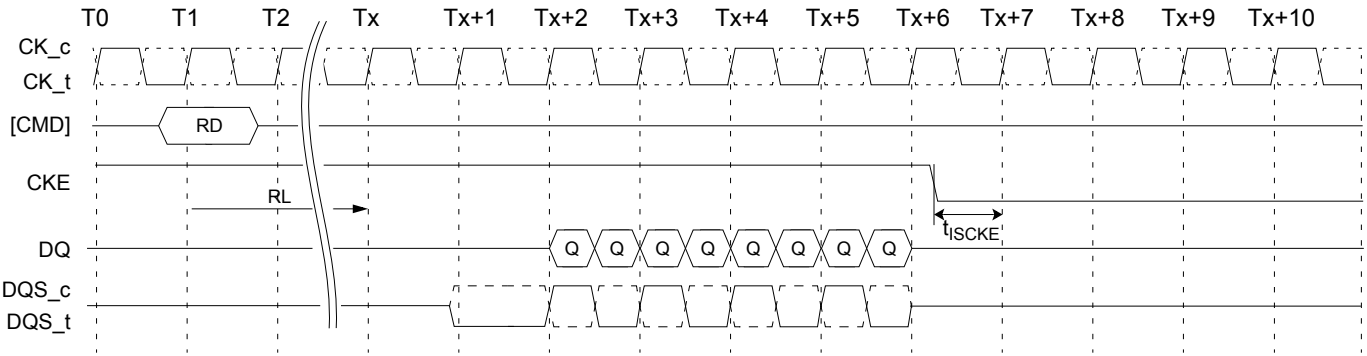 T0 T1 T2 Tx Tx+1 Tx+2 Tx+3 Tx+4 Tx+5 Tx+6 Tx+7 Tx+8 Tx+9 Tx+10
CK_c
CK_t
[CMD] RD
CKE
RL
tISCKE
DQ Q Q Q Q Q Q Q Q
DQS_c
DQS_t